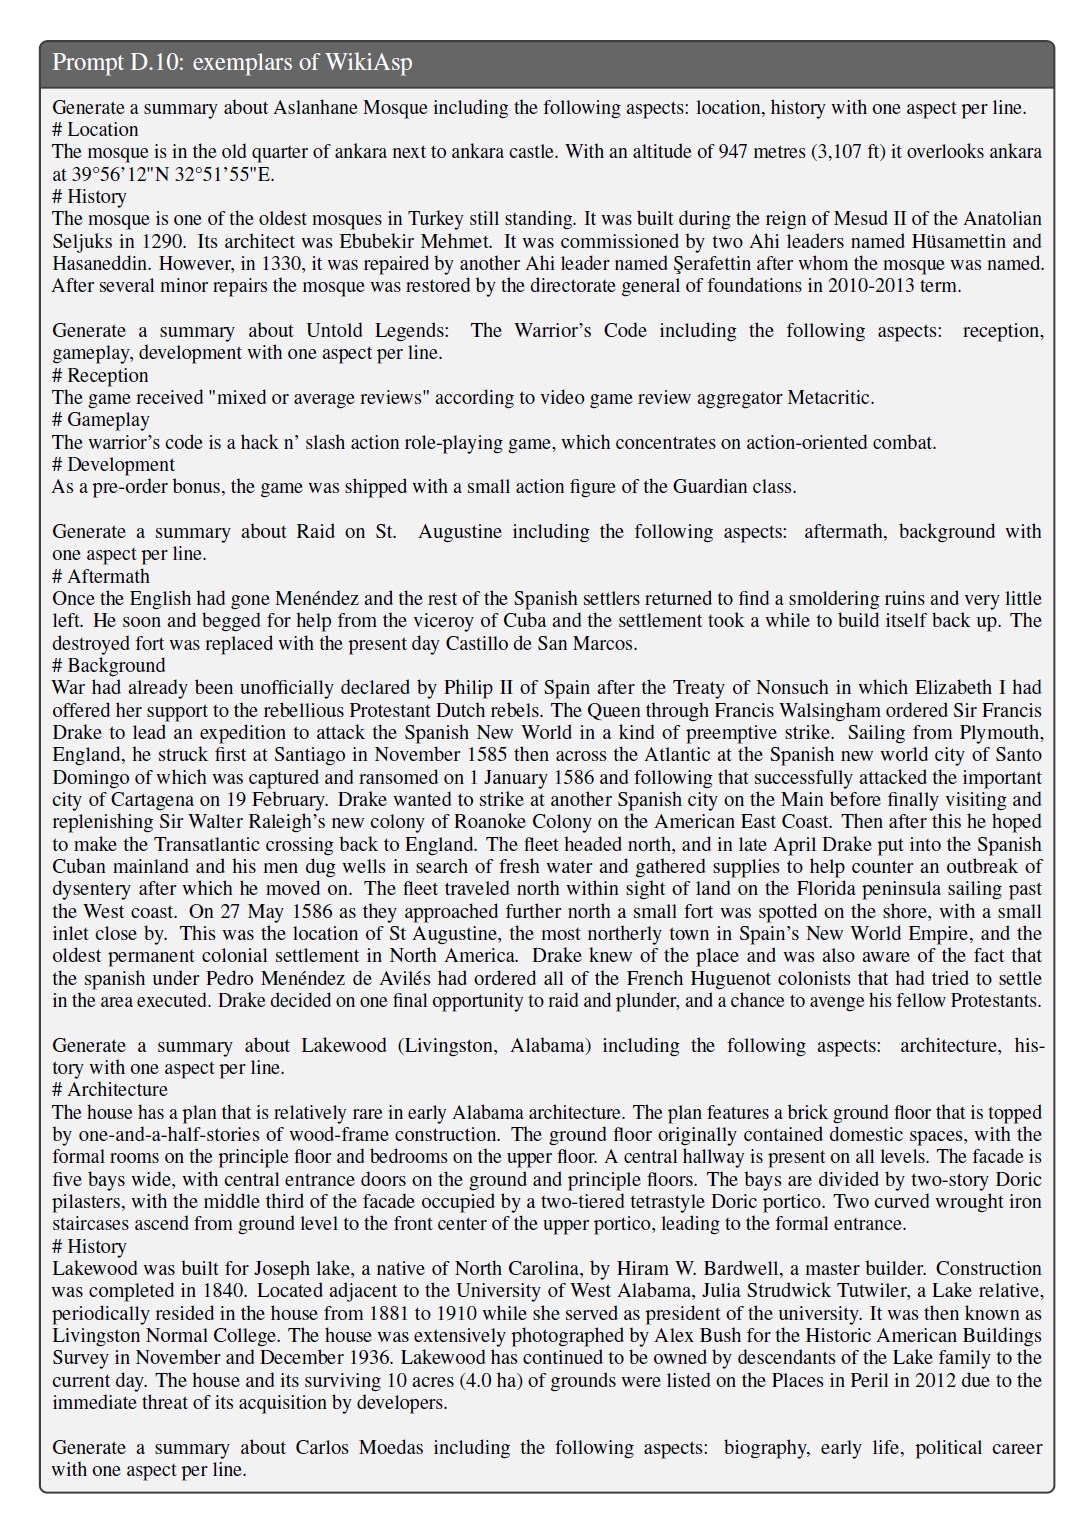 Prompt D.10: exemplars of WikiAsp
Generate a summary about Aslanhane Mosque including the following aspects: location, history with one aspect per line.
# Location
The mosque is in the old quarter of ankara next to ankara castle. With an altitude of 947 metres (3,107 ft) it overlooks ankara
at 39°56’12"N 32°51’55"E.
# History
The mosque is one of the oldest mosques in Turkey still standing. It was built during the reign of Mesud II of the Anatolian
Seljuks in 1290. Its architect was Ebubekir Mehmet. It was commissioned by two Ahi leaders named Hüsamettin and
Hasaneddin. However, in 1330, it was repaired by another Ahi leader named Şerafettin after whom the mosque was named.
After several minor repairs the mosque was restored by the directorate general of foundations in 2010-2013 term.
Generate a summary about Untold Legends: The Warrior’s Code including the following aspects: reception,
gameplay, development with one aspect per line.
# Reception
The game received "mixed or average reviews" according to video game review aggregator Metacritic.
# Gameplay
The warrior’s code is a hack n’ slash action role-playing game, which concentrates on action-oriented combat.
# Development
As a pre-order bonus, the game was shipped with a small action figure of the Guardian class.
Generate a summary about Raid on St. Augustine including the following aspects: aftermath, background with
one aspect per line.
# Aftermath
Once the English had gone Menéndez and the rest of the Spanish settlers returned to find a smoldering ruins and very little
left. He soon and begged for help from the viceroy of Cuba and the settlement took a while to build itself back up. The
destroyed fort was replaced with the present day Castillo de San Marcos.
# Background
War had already been unofficially declared by Philip II of Spain after the Treaty of Nonsuch in which Elizabeth I had
offered her support to the rebellious Protestant Dutch rebels. The Queen through Francis Walsingham ordered Sir Francis
Drake to lead an expedition to attack the Spanish New World in a kind of preemptive strike. Sailing from Plymouth,
England, he struck first at Santiago in November 1585 then across the Atlantic at the Spanish new world city of Santo
Domingo of which was captured and ransomed on 1 January 1586 and following that successfully attacked the important
city of Cartagena on 19 February. Drake wanted to strike at another Spanish city on the Main before finally visiting and
replenishing Sir Walter Raleigh’s new colony of Roanoke Colony on the American East Coast. Then after this he hoped
to make the Transatlantic crossing back to England. The fleet headed north, and in late April Drake put into the Spanish
Cuban mainland and his men dug wells in search of fresh water and gathered supplies to help counter an outbreak of
dysentery after which he moved on. The fleet traveled north within sight of land on the Florida peninsula sailing past
the West coast. On 27 May 1586 as they approached further north a small fort was spotted on the shore, with a small
inlet close by. This was the location of St Augustine, the most northerly town in Spain’s New World Empire, and the
oldest permanent colonial settlement in North America. Drake knew of the place and was also aware of the fact that
the spanish under Pedro Menéndez de Avilés had ordered all of the French Huguenot colonists that had tried to settle
in the area executed. Drake decided on one final opportunity to raid and plunder, and a chance to avenge his fellow Protestants.
Generate a summary about Lakewood (Livingston, Alabama) including the following aspects: architecture, his-
tory with one aspect per line.
# Architecture
The house has a plan that is relatively rare in early Alabama architecture. The plan features a brick ground floor that is topped
by one-and-a-half-stories of wood-frame construction. The ground floor originally contained domestic spaces, with the
formal rooms on the principle floor and bedrooms on the upper floor. A central hallway is present on all levels. The facade is
five bays wide, with central entrance doors on the ground and principle floors. The bays are divided by two-story Doric
pilasters, with the middle third of the facade occupied by a two-tiered tetrastyle Doric portico. Two curved wrought iron
staircases ascend from ground level to the front center of the upper portico, leading to the formal entrance.
# History
Lakewood was built for Joseph lake, a native of North Carolina, by Hiram W. Bardwell, a master builder. Construction
was completed in 1840. Located adjacent to the University of West Alabama, Julia Strudwick Tutwiler, a Lake relative,
periodically resided in the house from 1881 to 1910 while she served as president of the university. It was then known as
Livingston Normal College. The house was extensively photographed by Alex Bush for the Historic American Buildings
Survey in November and December 1936. Lakewood has continued to be owned by descendants of the Lake family to the
current day. The house and its surviving 10 acres (4.0 ha) of grounds were listed on the Places in Peril in 2012 due to the
immediate threat of its acquisition by developers.
Generate a summary about Carlos Moedas including the following aspects: biography, early life, political career
with one aspect per line.